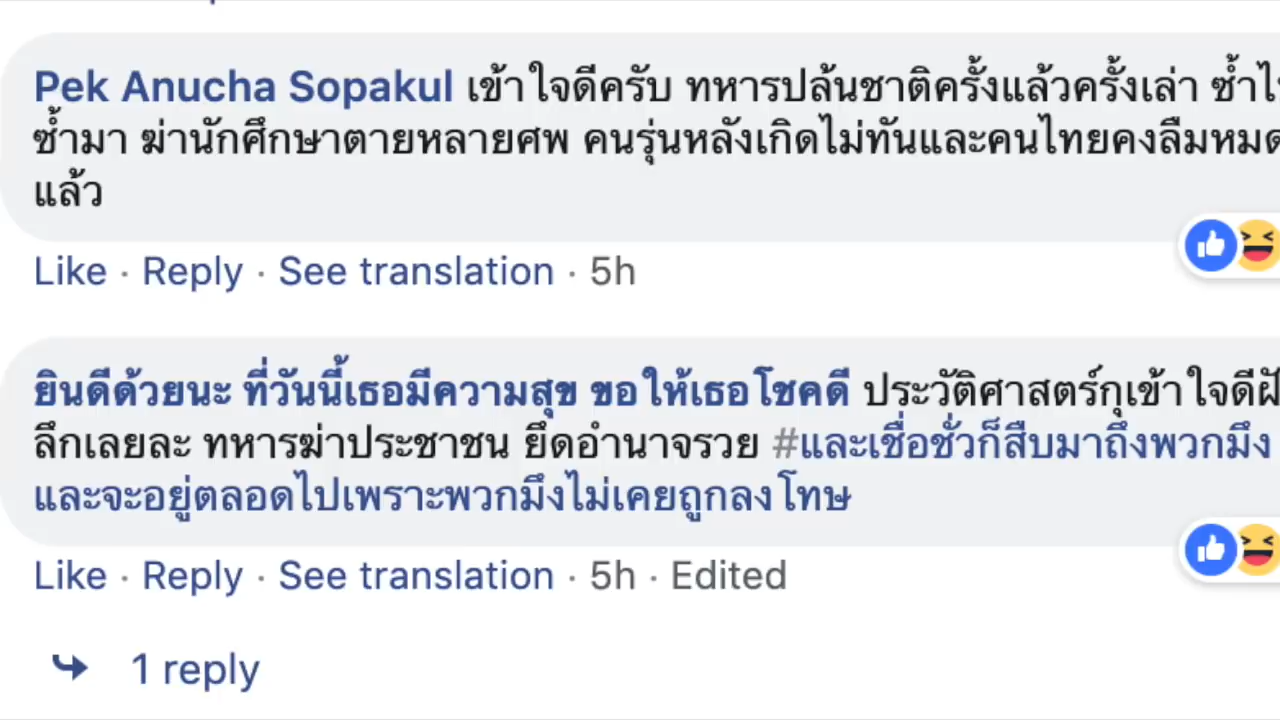 Pek Anucha Sopakul เข้าใจดีครับ ทหารปล้นชาติครั้งแล้วครั้งเล่า
ซ้ำมา ฆ่านักศึกษาตายหลายศพ คนรุ่นหลังเกิดไม่ทันและคนไทยคงลืมหมด
แล้ว
Like · Reply · See translation · 5h
ยินดีด้วยนะ ที่วันนี้เธอมีความสุข ขอให้เธอโชคดี ประวัติศาสตร์กูเข้าใจดี
ลึกเลยละ ทหารฆ่าประชาชน ยึดอำนาจรวย #และเชื่อชั่วก็สืบมาถึงพวกมึง
และจะอยู่ตลอดไปเพราะพวกมึงไม่เคยถูกลงโทษ
Like · Reply · See translation · 5h · Edited
1 reply